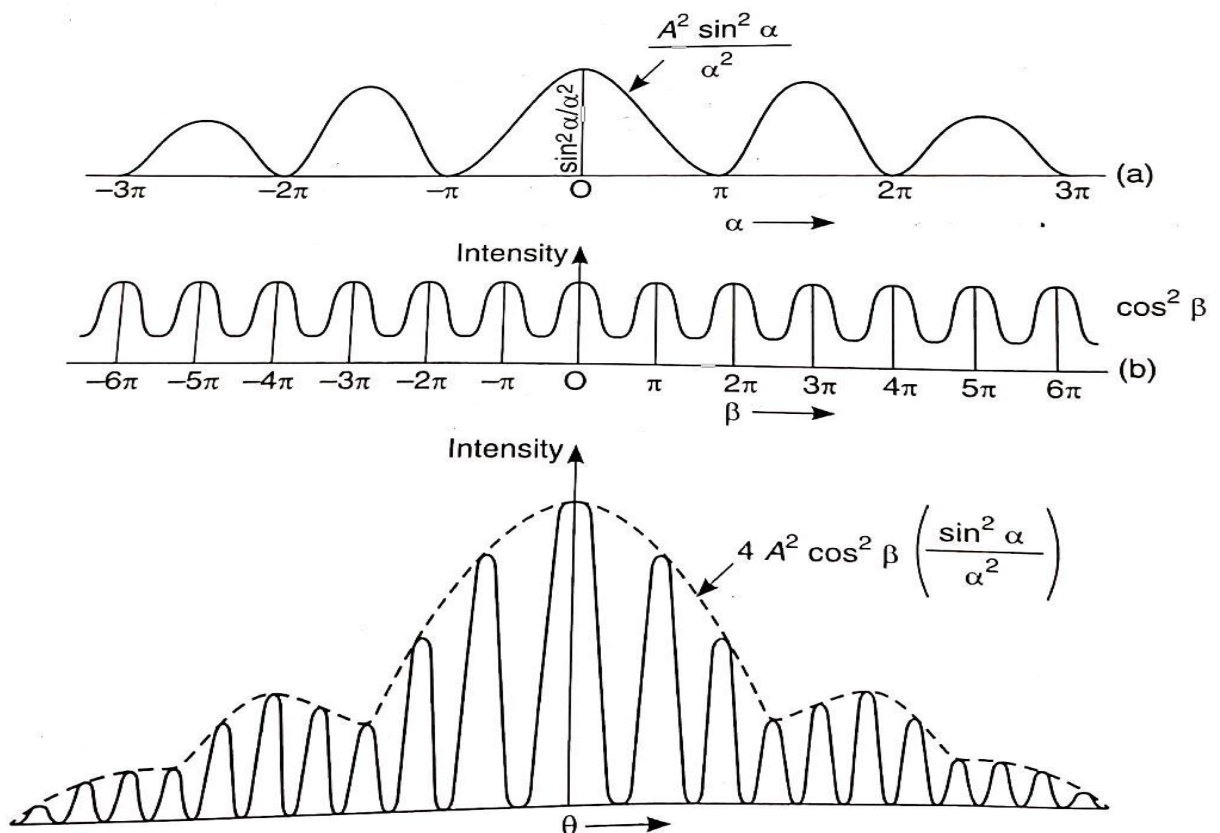 A² sin² α
α²
sin² α/α²
−3π −2π −π O π 2π 3π (a)
α
Intensity
cos² β
−6π −5π −4π −3π −2π −π O π 2π 3π 4π 5π 6π (b)
β
Intensity
4 A² cos² β ( sin² α / α² )
θ